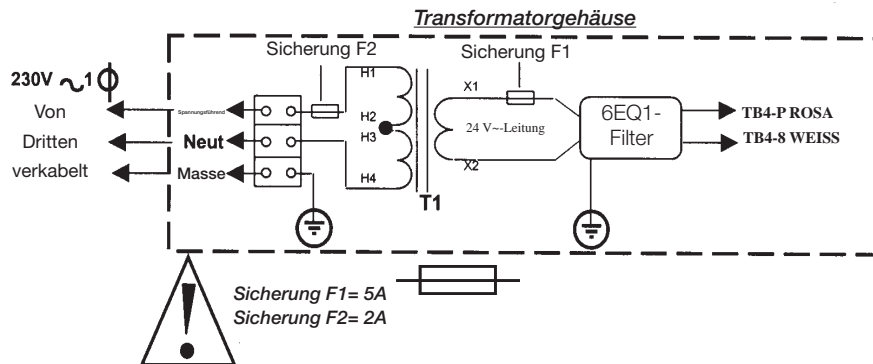 Transformatorgehäuse
Sicherung F2
Sicherung F1
230V ~1 ϕ
H1
X1
Von
Spannungsführend
H2
6EQ1-
TB4-P ROSA
Dritten
Neut
H3
24 V~-Leitung
Filter
TB4-8 WEISS
verkabelt
Masse
H4
X2
T1
Sicherung F1= 5A
Sicherung F2= 2A
!